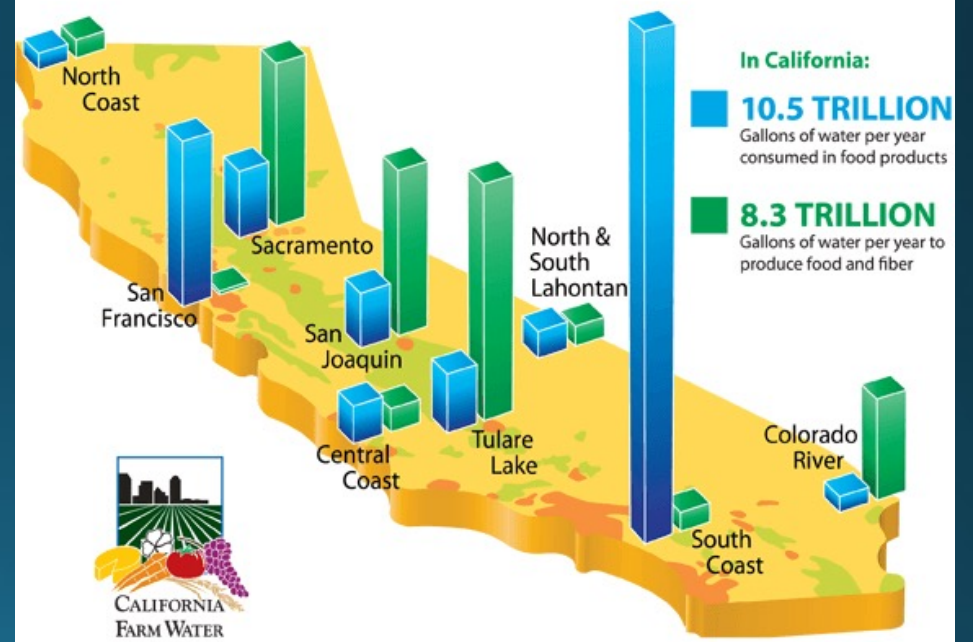 North
Coast
Sacramento
San
Francisco
San
Joaquin
Central
Coast
Tulare
Lake
North &
South
Lahontan
South
Coast
Colorado
River
In California:
10.5 TRILLION
Gallons of water per year
consumed in food products
8.3 TRILLION
Gallons of water per year to
produce food and fiber
CALIFORNIA
FARM WATER